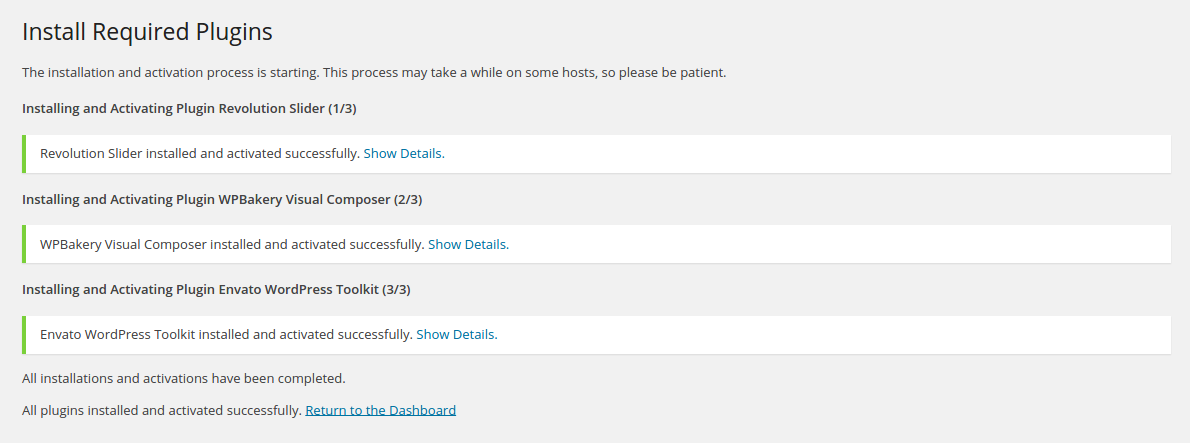 Install Required Plugins
The installation and activation process is starting. This process may take a while on some hosts, so please be patient.
Installing and Activating Plugin Revolution Slider (1/3)
Revolution Slider installed and activated successfully. Show Details.
Installing and Activating Plugin WPBakery Visual Composer (2/3)
WPBakery Visual Composer installed and activated successfully. Show Details.
Installing and Activating Plugin Envato WordPress Toolkit (3/3)
Envato WordPress Toolkit installed and activated successfully. Show Details.
All installations and activations have been completed.
All plugins installed and activated successfully. Return to the Dashboard